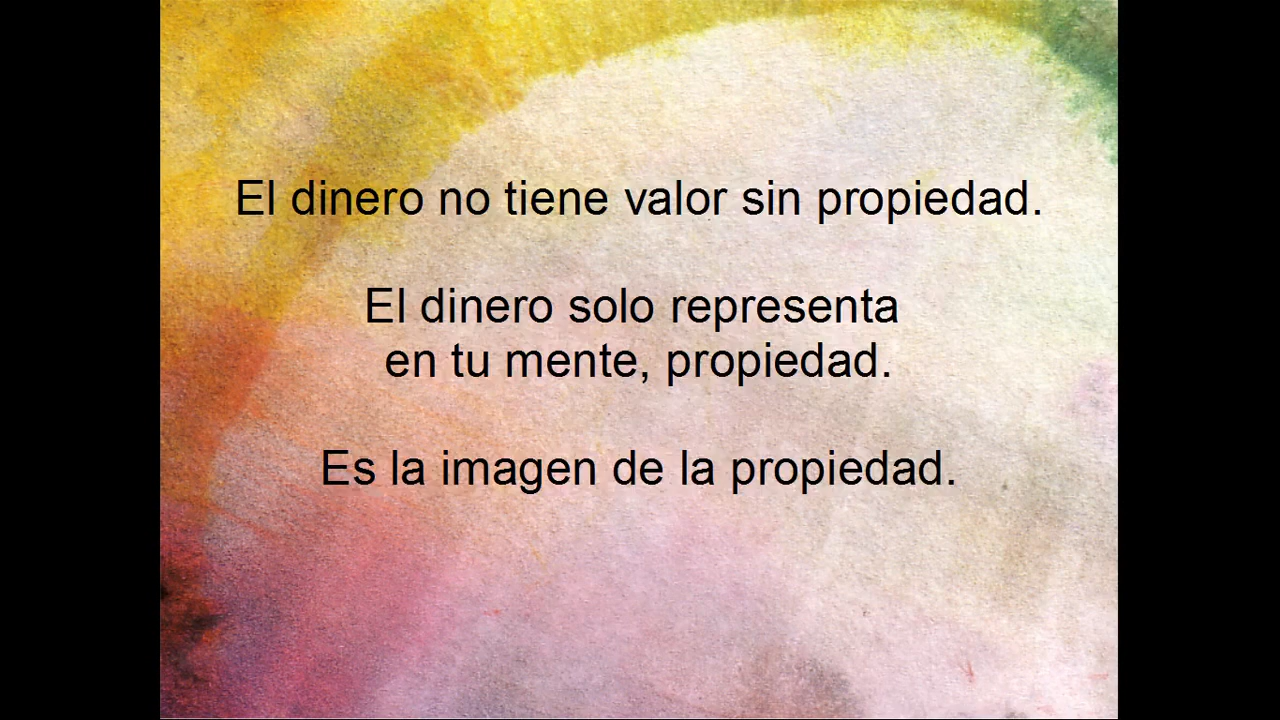 El dinero no tiene valor sin propiedad.
El dinero solo representa
en tu mente, propiedad.
Es la imagen de la propiedad.